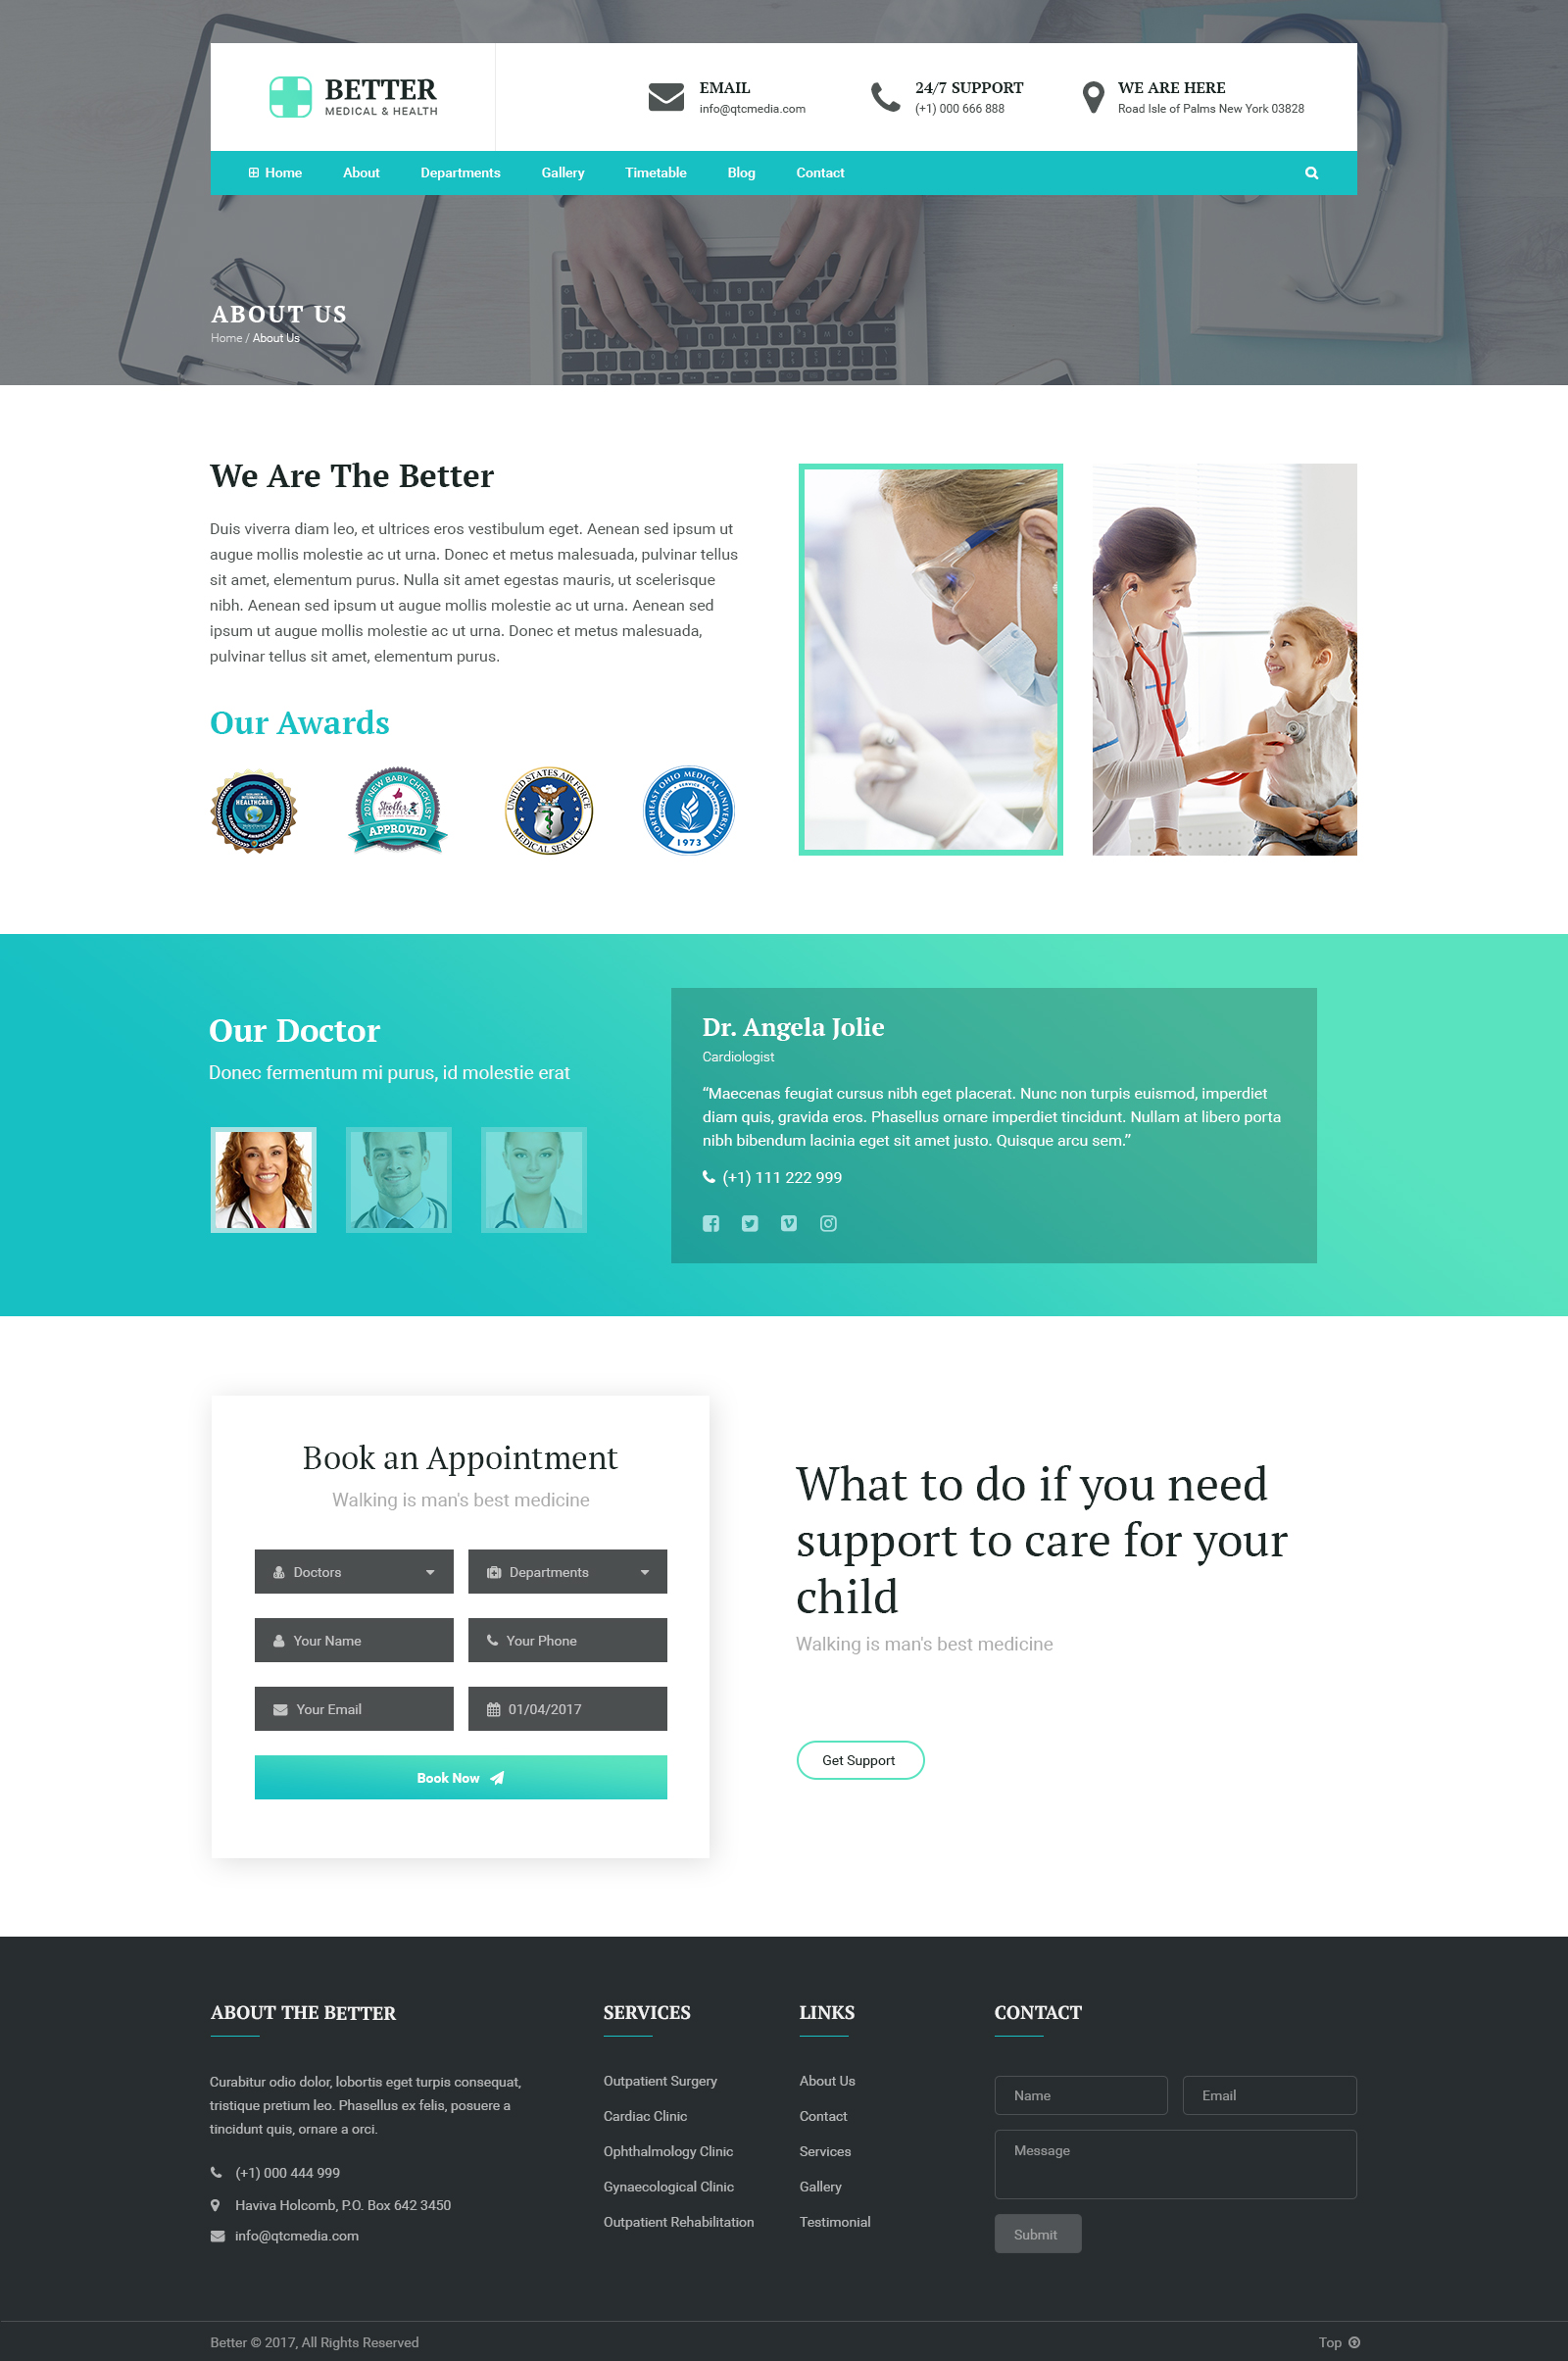 BETTER
MEDICAL & HEALTH
EMAIL
info@qtcmedia.com
24/7 SUPPORT
(+1) 000 666 888
WE ARE HERE
Road Isle of Palms New York 03828
Home About Departments Gallery Timetable Blog Contact
ABOUT US
Home / About Us
We Are The Better
Duis viverra diam leo, et ultrices eros vestibulum eget. Aenean sed ipsum ut
augue mollis molestie ac ut urna. Donec et metus malesuada, pulvinar tellus
sit amet, elementum purus. Nulla sit amet egestas mauris, ut scelerisque
nibh. Aenean sed ipsum ut augue mollis molestie ac ut urna. Aenean sed
ipsum ut augue mollis molestie ac ut urna. Donec et metus malesuada,
pulvinar tellus sit amet, elementum purus.
Our Awards
HEALTHCARE
2013 NEW BABY CHECKLIST
Stroller
TRAFFIC
APPROVED
UNITED STATES AIR FORCE
MEDICAL SERVICE
NORTHEAST OHIO MEDICAL UNIVERSITY
1973
Our Doctor
Donec fermentum mi purus, id molestie erat
Dr. Angela Jolie
Cardiologist
“Maecenas feugiat cursus nibh eget placerat. Nunc non turpis euismod, imperdiet
diam quis, gravida eros. Phasellus ornare imperdiet tincidunt. Nullam at libero porta
nibh bibendum lacinia eget sit amet justo. Quisque arcu sem.”
(+1) 111 222 999
Book an Appointment
Walking is man's best medicine
Doctors
Departments
Your Name
Your Phone
Your Email
01/04/2017
Book Now
What to do if you need
support to care for your
child
Walking is man's best medicine
Get Support
ABOUT THE BETTER
Curabitur odio dolor, lobortis eget turpis consequat,
tristique pretium leo. Phasellus ex felis, posuere a
tincidunt quis, ornare a orci.
(+1) 000 444 999
Haviva Holcomb, P.O. Box 642 3450
info@qtcmedia.com
SERVICES
Outpatient Surgery
Cardiac Clinic
Ophthalmology Clinic
Gynaecological Clinic
Outpatient Rehabilitation
LINKS
About Us
Contact
Services
Gallery
Testimonial
CONTACT
Name
Email
Message
Submit
Better © 2017, All Rights Reserved
Top